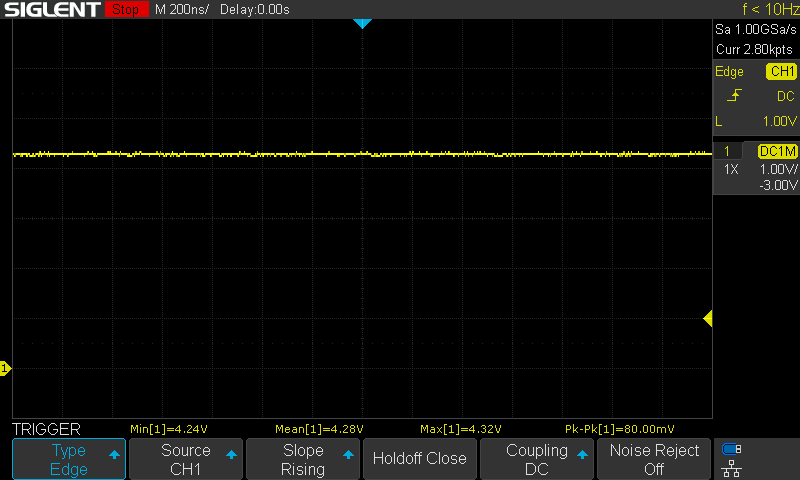 SIGLENT Stop M 200ns/ Delay:0.00s f < 10Hz
Sa 1.00GSa/s
Curr 2.80kpts
Edge CH1
DC
L 1.00V
1 DC1M
1X 1.00V/
-3.00V
1
TRIGGER Min[1]=4.24V Mean[1]=4.28V Max[1]=4.32V Pk-Pk[1]=80.00mV
Type Source Slope Holdoff Close Coupling Noise Reject
Edge CH1 Rising DC Off